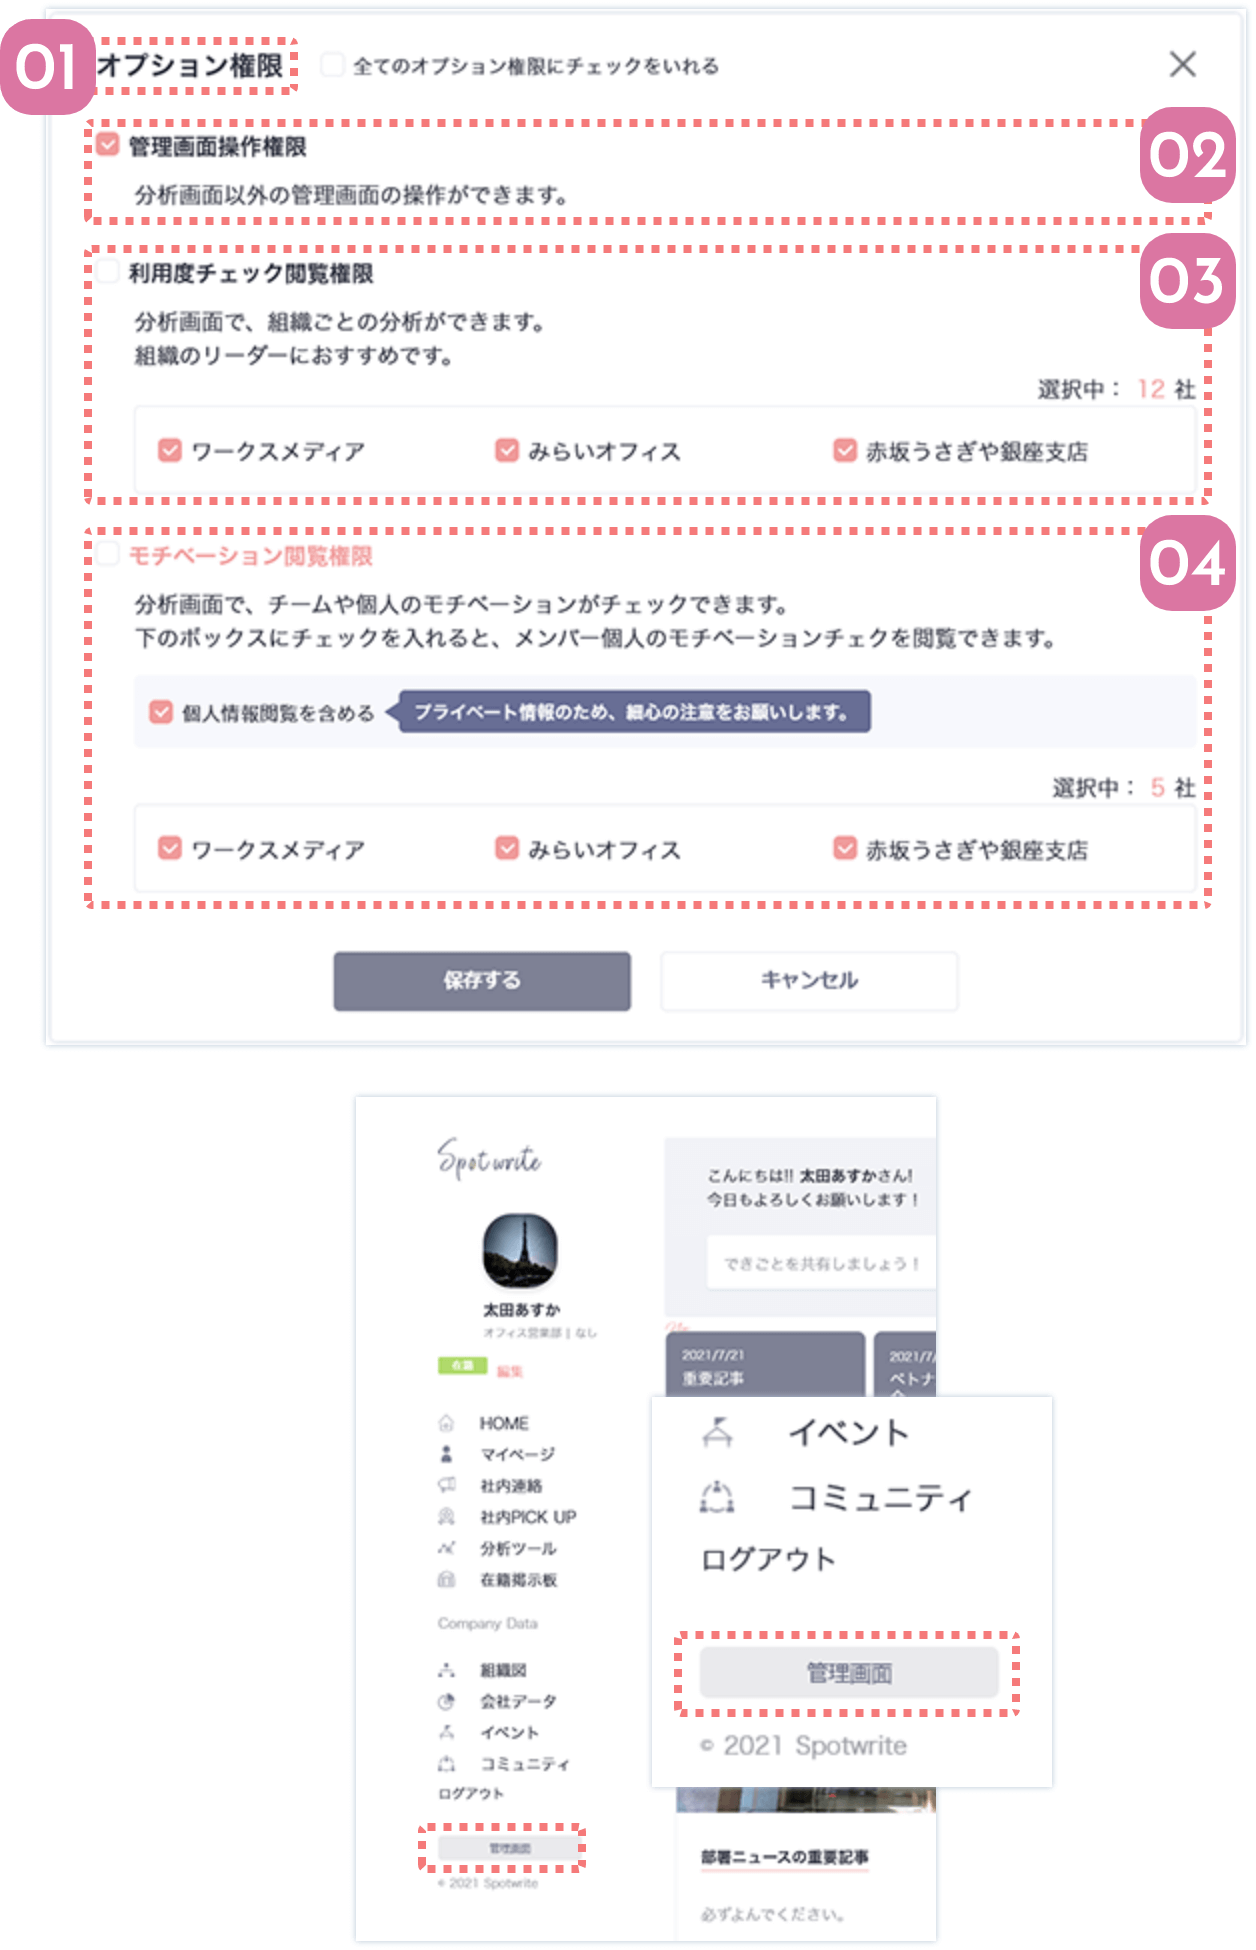 01
オプション権限
全てのオプション権限にチェックをいれる
02
管理画面操作権限
分析画面以外の管理画面の操作ができます。
03
利用度チェック閲覧権限
分析画面で、組織ごとの分析ができます。
組織のリーダーにおすすめです。
選択中： 12 社
ワークスメディア
みらいオフィス
赤坂うさぎや銀座支店
04
モチベーション閲覧権限
分析画面で、チームや個人のモチベーションがチェックできます。
下のボックスにチェックを入れると、メンバー個人のモチベーションチェクを閲覧できます。
個人情報閲覧を含める
プライベート情報のため、細心の注意をお願いします。
選択中： 5 社
ワークスメディア
みらいオフィス
赤坂うさぎや銀座支店
保存する
キャンセル
Spotwrite
太田あすか
オフィス営業部 | なし
在籍
編集
HOME
マイページ
社内連絡
社内PICK UP
分析ツール
在籍掲示板
Company Data
組織図
会社データ
イベント
コミュニティ
ログアウト
管理画面
© 2021 Spotwrite
こんにちは!! 太田あすかさん!
今日もよろしくお願いします！
できごとを共有しましょう！
2021/7/21
重要記事
2021/7/
ベトナ
イベント
コミュニティ
ログアウト
管理画面
© 2021 Spotwrite
部署ニュースの重要記事
必ずよんでください。